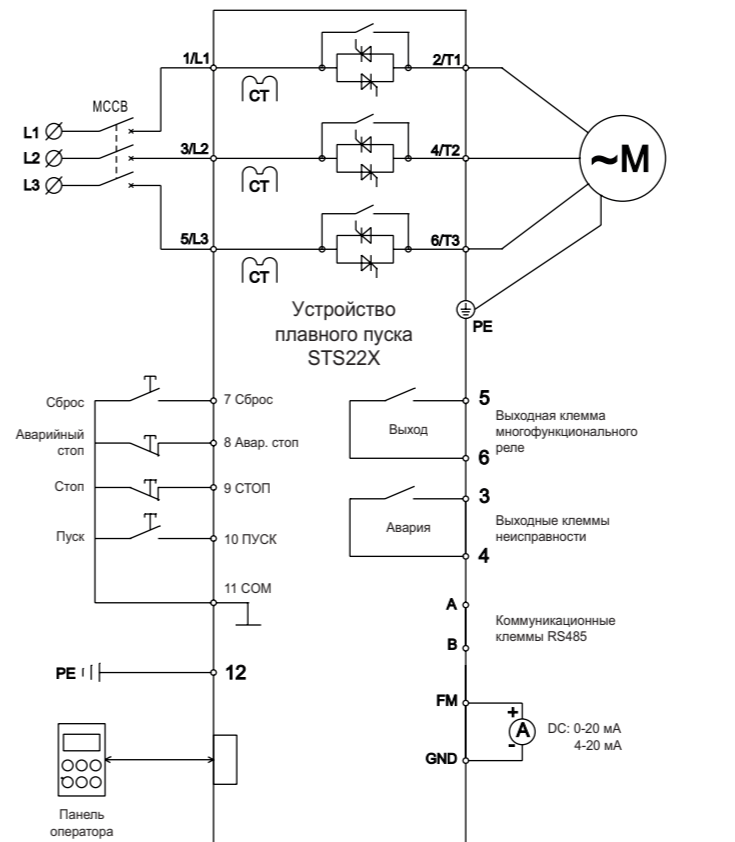 1/L1
2/T1
CT
MCCB
L1
L2
L3
3/L2
4/T2
CT
~M
5/L3
6/T3
CT
Устройство
плавного пуска
STS22X
PE
Сброс
7 Сброс
Аварийный
стоп
8 Авар. стоп
Стоп
9 СТОП
Пуск
10 ПУСК
11 COM
PE
12
Панель
оператора
5
Выход
6
Выходная клемма
многофункционального
реле
3
Авария
4
Выходные клеммы
неисправности
A
B
Коммуникационные
клеммы RS485
FM
+
A
-
GND
DC: 0-20 мА
4-20 мА